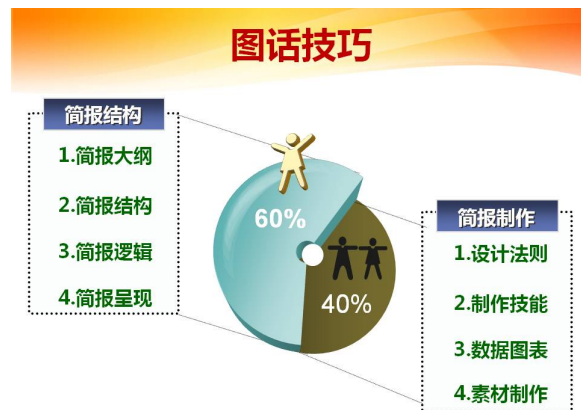 图话技巧
简报结构
1.简报大纲
2.简报结构
3.简报逻辑
4.简报呈现
60%
40%
简报制作
1.设计法则
2.制作技能
3.数据图表
4.素材制作